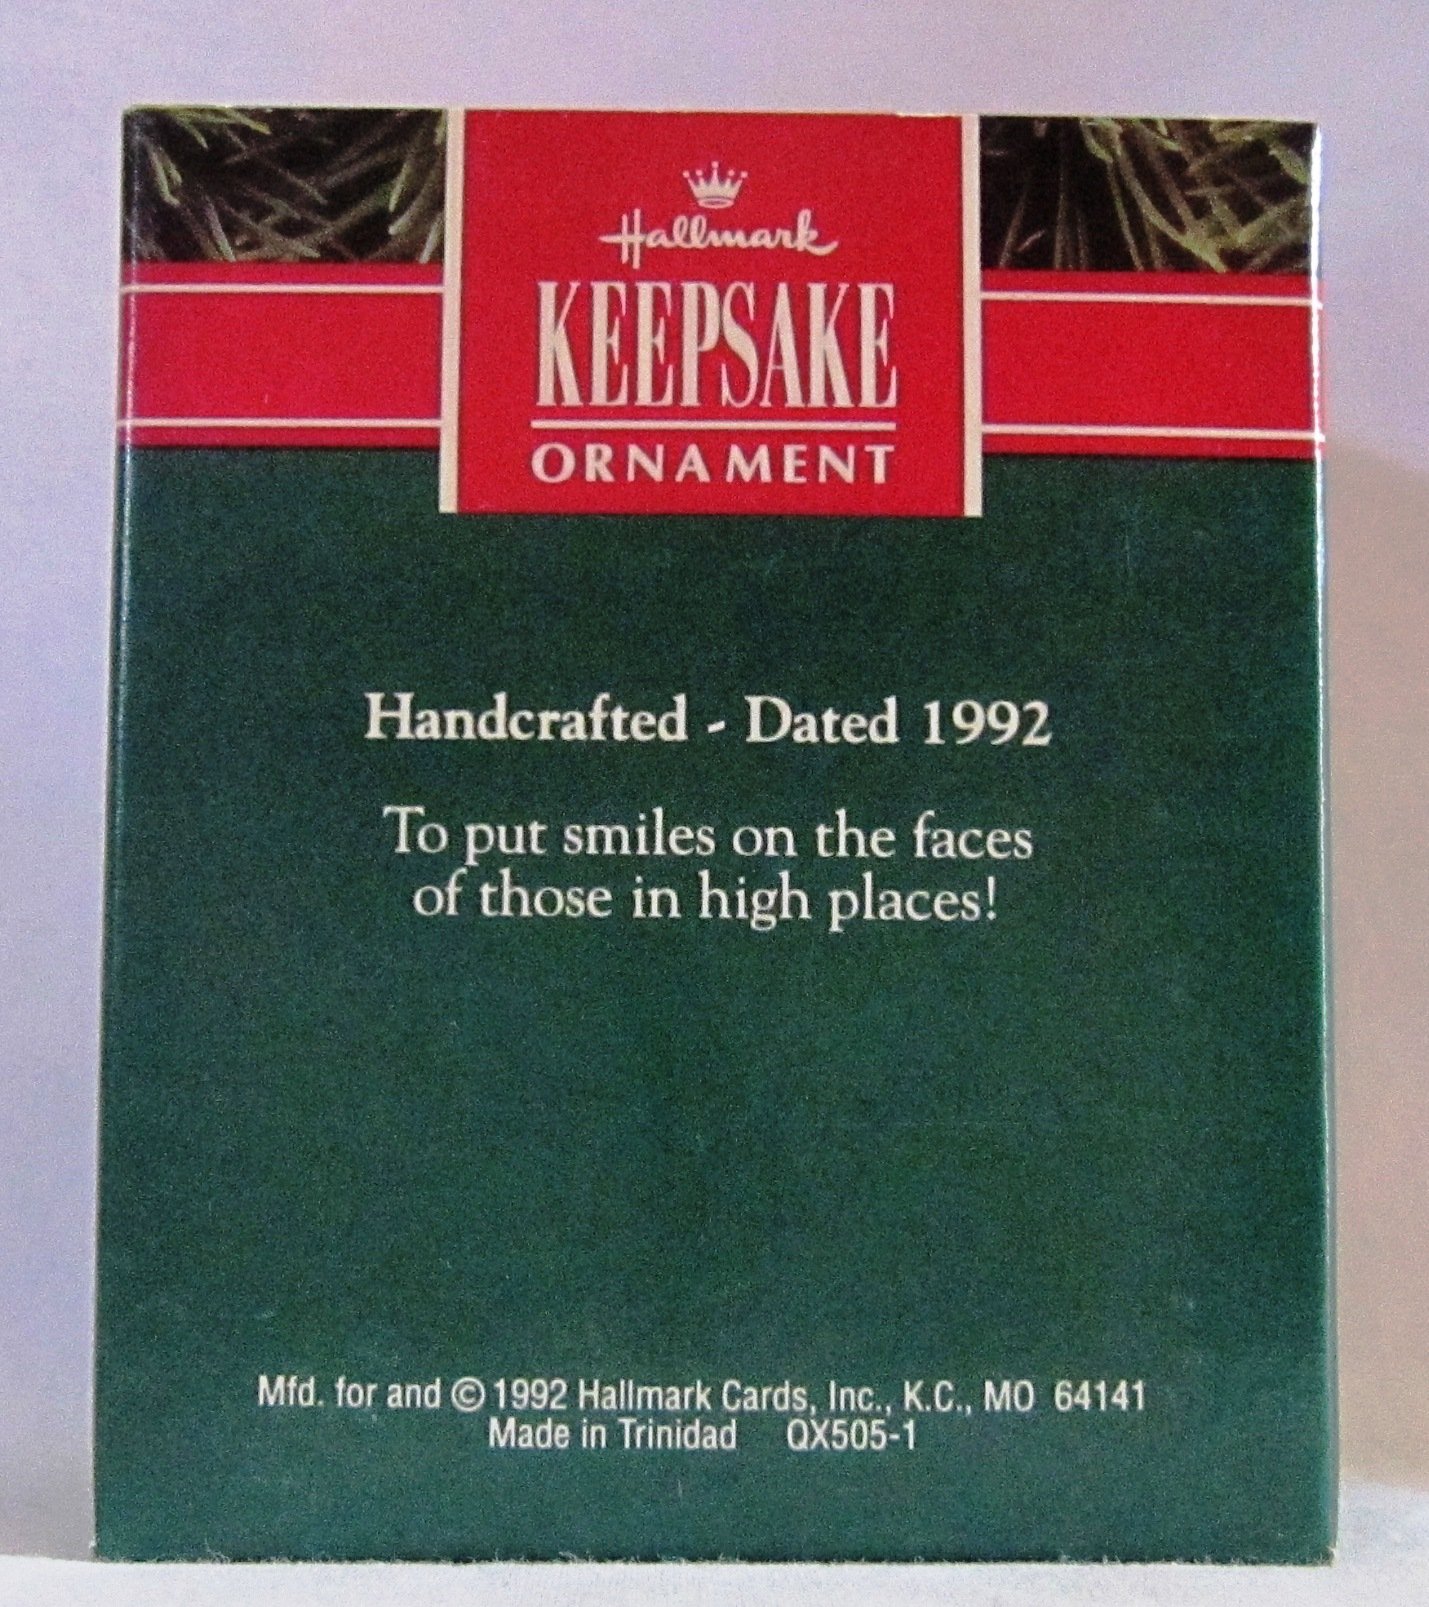 Hallmark
KEEPSAKE
ORNAMENT
Handcrafted - Dated 1992
To put smiles on the faces
of those in high places!
Mfd. for and © 1992 Hallmark Cards, Inc., K.C., MO 64141
Made in Trinidad QX505-1